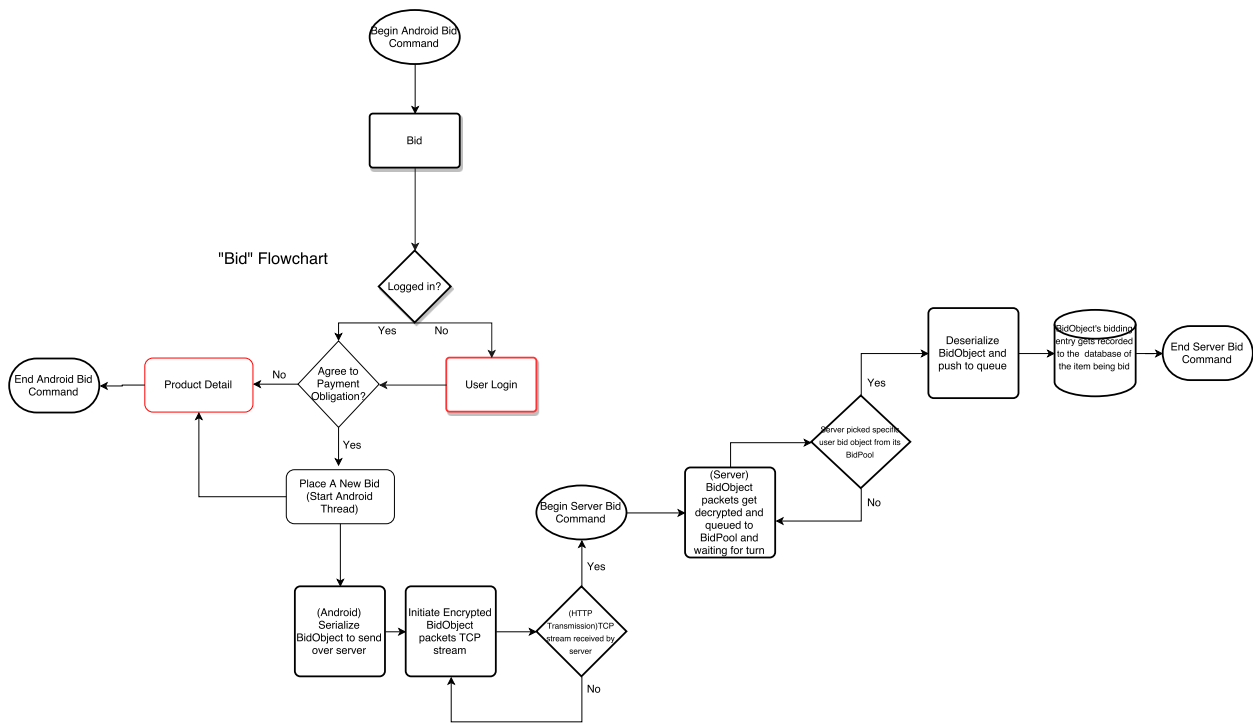 Begin Android Bid
Command
Bid
"Bid" Flowchart
Logged in?
Yes
No
Agree to
Payment
Obligation?
User Login
No
Product Detail
End Android Bid
Command
Yes
Place A New Bid
(Start Android
Thread)
(Android)
Serialize
BidObject to send
over server
Initiate Encrypted
BidObject
packets TCP
stream
(HTTP
Transmission)TCP
stream received by
server
No
Yes
Begin Server Bid
Command
(Server)
BidObject
packets get
decrypted and
queued to
BidPool and
waiting for turn
Server picked specific
user bid object from its
BidPool
No
Yes
Deserialize
BidObject and
push to queue
BidObject's bidding
entry gets recorded
to the database of
the item being bid
End Server Bid
Command